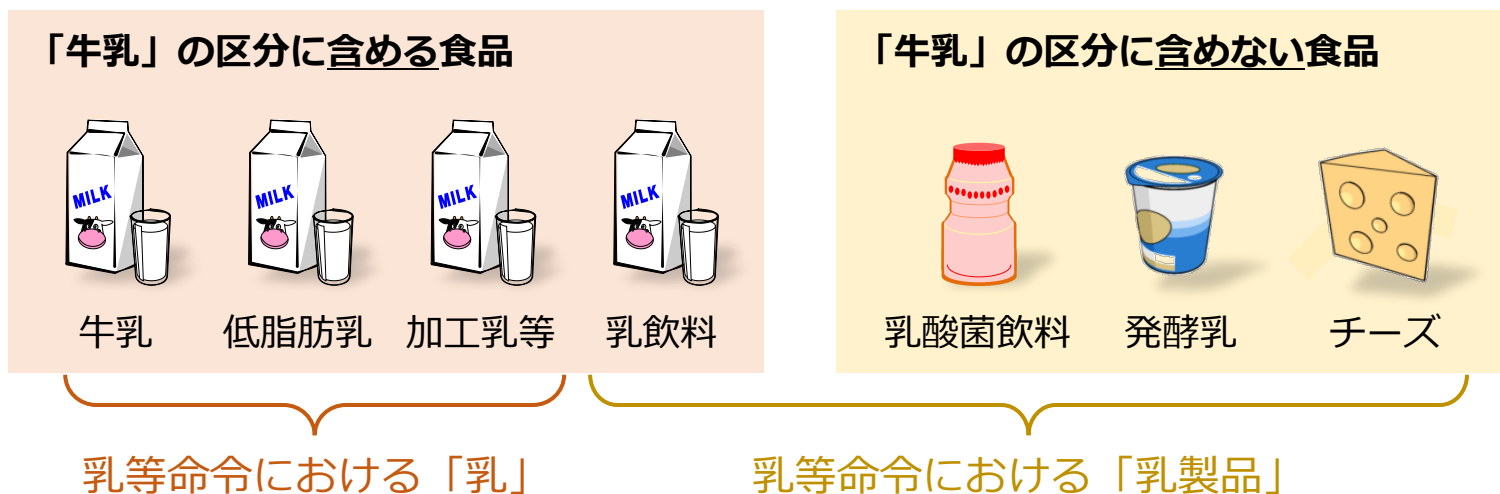 「牛乳」の区分に含める食品
MILK
MILK
MILK
MILK
牛乳
低脂肪乳
加工乳等
乳飲料
「牛乳」の区分に含めない食品
乳酸菌飲料
発酵乳
チーズ
乳等命令における「乳」
乳等命令における「乳製品」